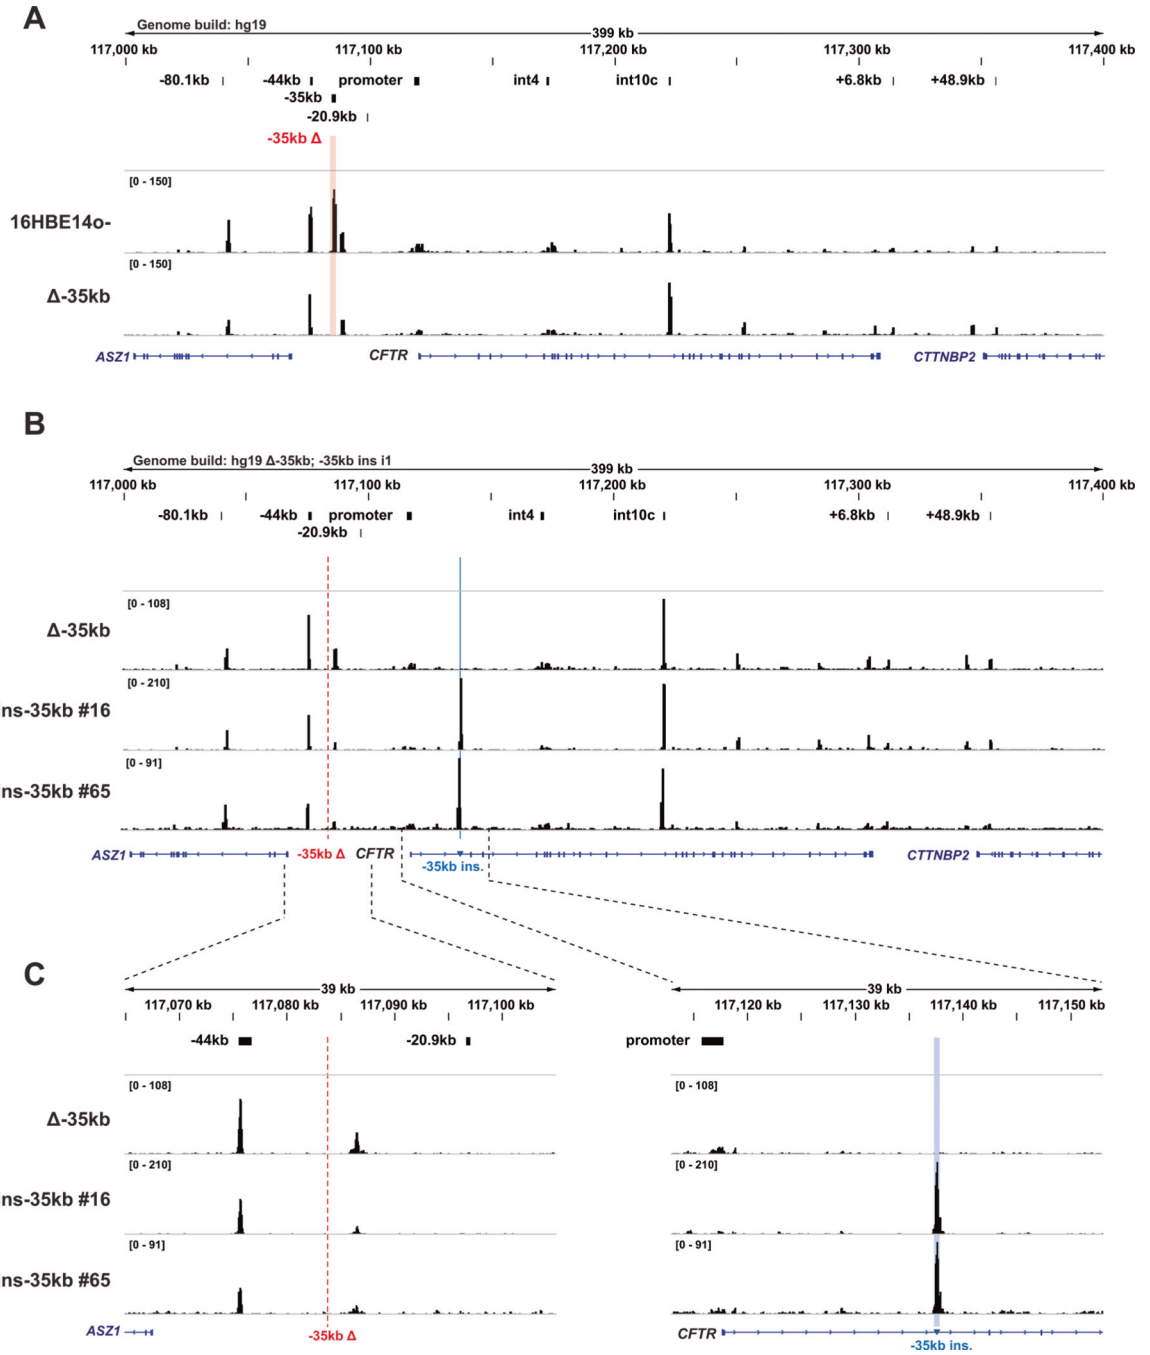 A
Genome build: hg19
399 kb
117,000 kb 117,100 kb 117,200 kb 117,300 kb 117,400 kb
-80.1kb -44kb promoter int4 int10c +6.8kb +48.9kb
-35kb
-20.9kb
-35kb Δ
[0 - 150]
16HBE14o-
[0 - 150]
Δ-35kb
ASZ1 CFTR CTTNBP2
B
Genome build: hg19 Δ-35kb; -35kb ins i1
399 kb
117,000 kb 117,100 kb 117,200 kb 117,300 kb 117,400 kb
-80.1kb -44kb promoter int4 int10c +6.8kb +48.9kb
-20.9kb
[0 - 108]
Δ-35kb
[0 - 210]
ns-35kb #16
[0 - 91]
ns-35kb #65
ASZ1 -35kb Δ CFTR CTTNBP2
-35kb ins.
C
39 kb 39 kb
117,070 kb 117,080 kb 117,090 kb 117,100 kb 117,120 kb 117,130 kb 117,140 kb 117,150 kb
-44kb -20.9kb promoter
[0 - 108] [0 - 108]
Δ-35kb
[0 - 210] [0 - 210]
ns-35kb #16
[0 - 91] [0 - 91]
ns-35kb #65
ASZ1 -35kb Δ CFTR
-35kb ins.